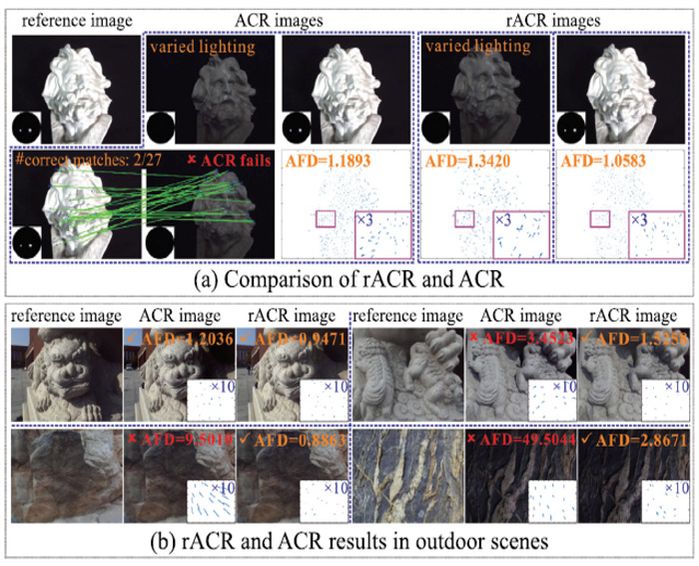 reference image ACR images rACR images
varied lighting varied lighting
#correct matches: 2/27 ✘ ACR fails AFD=1.1893 AFD=1.3420 AFD=1.0583
×3 ×3
(a) Comparison of rACR and ACR
reference image ACR image rACR image reference image ACR image rACR image
✓ AFD=1.2036 ✓ AFD=0.9471 ✘ AFD=3.4523 ✓ AFD=1.5258
×10 ×10 ×10 ×10
✘ AFD=9.5019 ✓ AFD=0.8863 ✘ AFD=49.5044 ✓ AFD=2.8671
×10 ×10
(b) rACR and ACR results in outdoor scenes